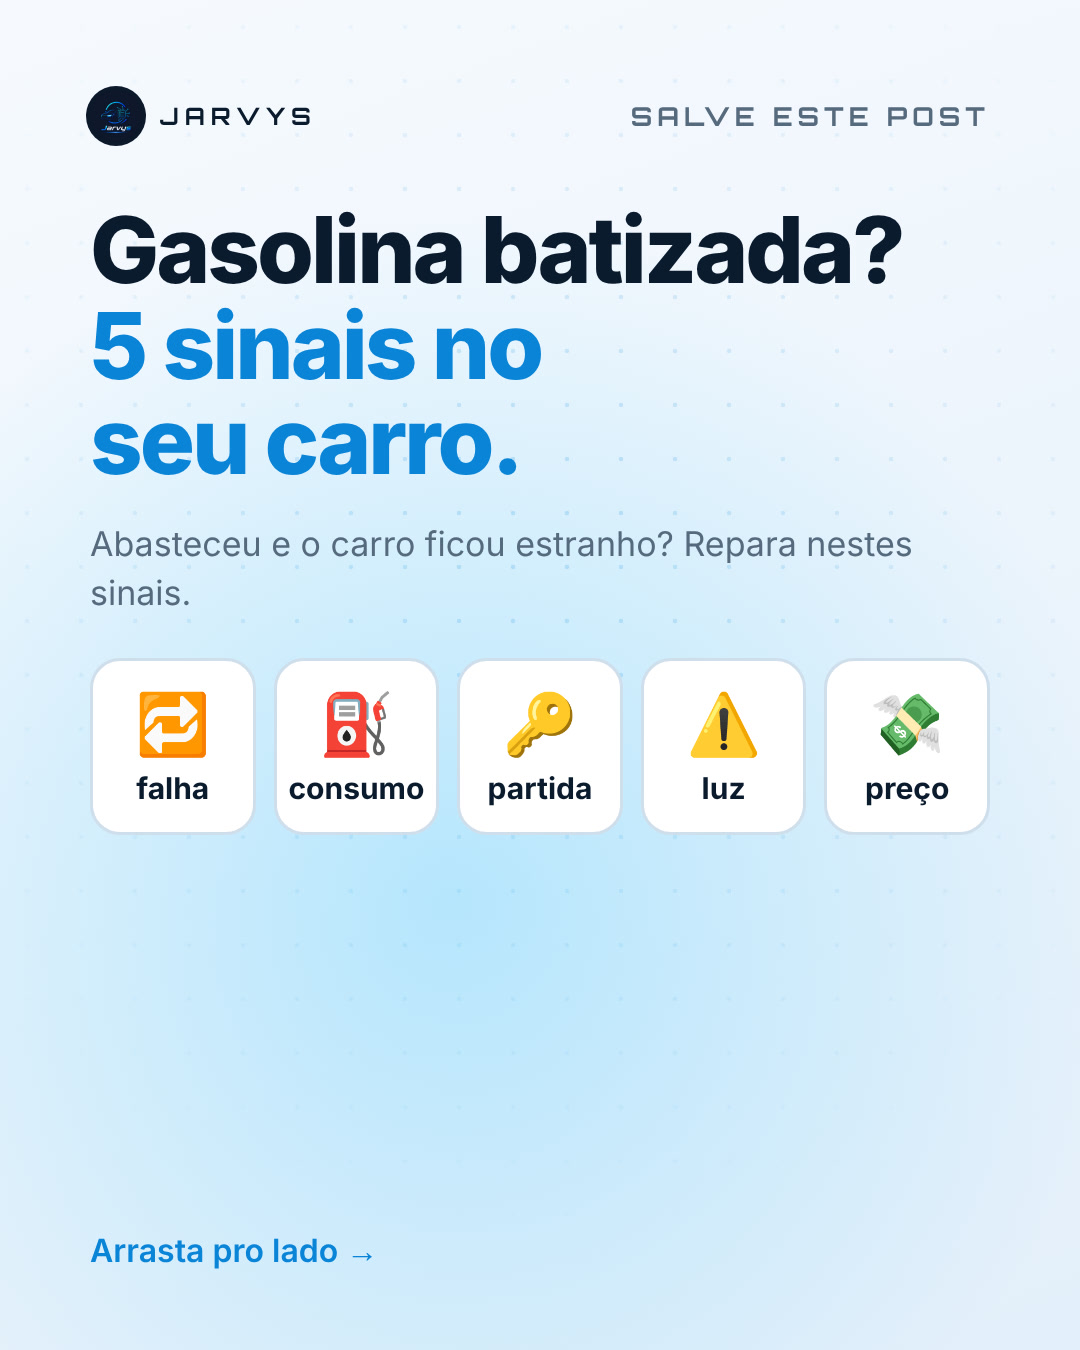 Jarvys
JARVYS
SALVE ESTE POST
Gasolina batizada?
5 sinais no
seu carro.
Abasteceu e o carro ficou estranho? Repara nestes
sinais.
falha
consumo
partida
luz
preço
Arrasta pro lado →